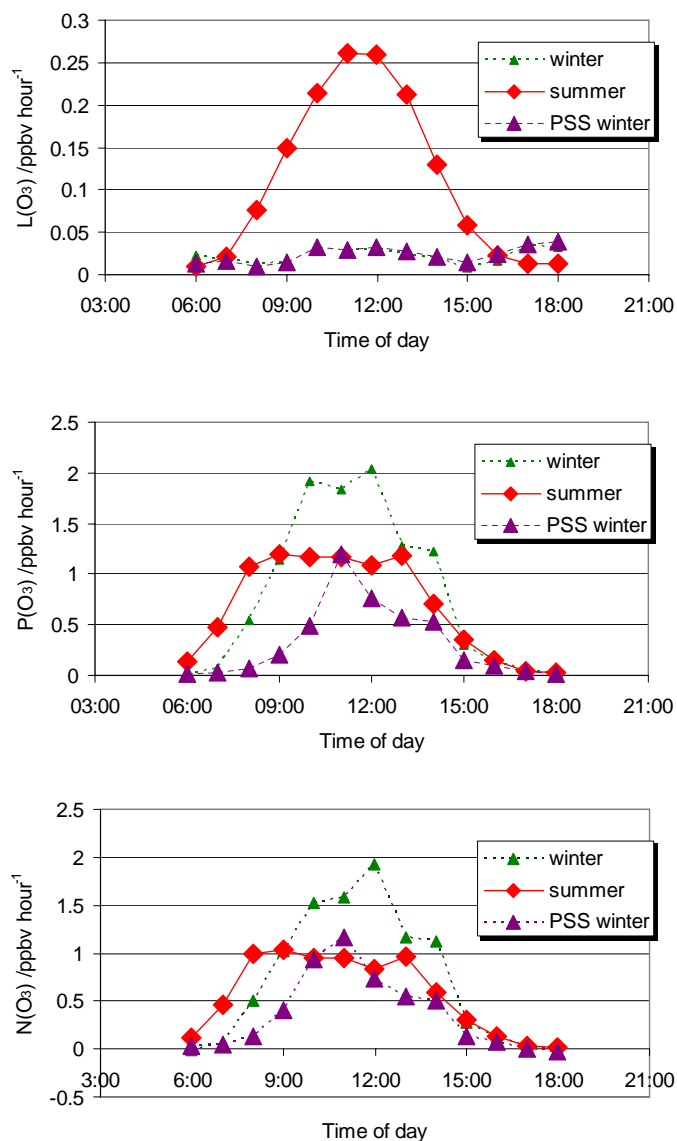 L(O₃) /ppbv hour⁻¹
0.3
0.25
0.2
0.15
0.1
0.05
0
winter
summer
PSS winter
03:00 06:00 09:00 12:00 15:00 18:00 21:00
Time of day
P(O₃) /ppbv hour⁻¹
2.5
2
1.5
1
0.5
0
winter
summer
PSS winter
03:00 06:00 09:00 12:00 15:00 18:00 21:00
Time of day
N(O₃) /ppbv hour⁻¹
2.5
2
1.5
1
0.5
0
-0.5
winter
summer
PSS winter
3:00 6:00 9:00 12:00 15:00 18:00 21:00
Time of day